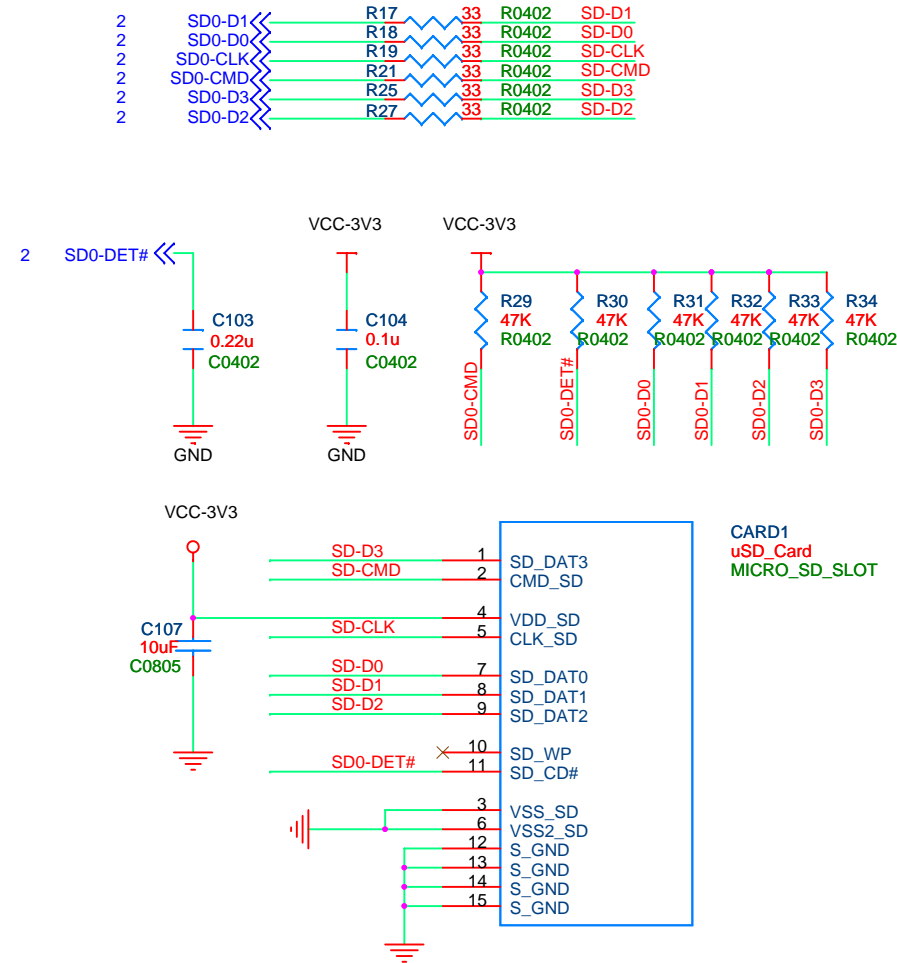 2 SD0-D1 R17 33 R0402 SD-D1
2 SD0-D0 R18 33 R0402 SD-D0
2 SD0-CLK R19 33 R0402 SD-CLK
2 SD0-CMD R21 33 R0402 SD-CMD
2 SD0-D3 R25 33 R0402 SD-D3
2 SD0-D2 R27 33 R0402 SD-D2
VCC-3V3 VCC-3V3
2 SD0-DET#
C103 C104 R29 R30 R31 R32 R33 R34
0.22u 0.1u 47K 47K 47K 47K 47K 47K
C0402 C0402 R0402 R0402 R0402 R0402 R0402 R0402
SD0-CMD SD0-DET# SD0-D0 SD0-D1 SD0-D2 SD0-D3
GND GND
VCC-3V3
CARD1
uSD_Card
MICRO_SD_SLOT
SD-D3 1 SD_DAT3
SD-CMD 2 CMD_SD
4 VDD_SD
SD-CLK 5 CLK_SD
C107
10uF
C0805
SD-D0 7 SD_DAT0
SD-D1 8 SD_DAT1
SD-D2 9 SD_DAT2
10 SD_WP
SD0-DET# 11 SD_CD#
3 VSS_SD
6 VSS2_SD
12 S_GND
13 S_GND
14 S_GND
15 S_GND